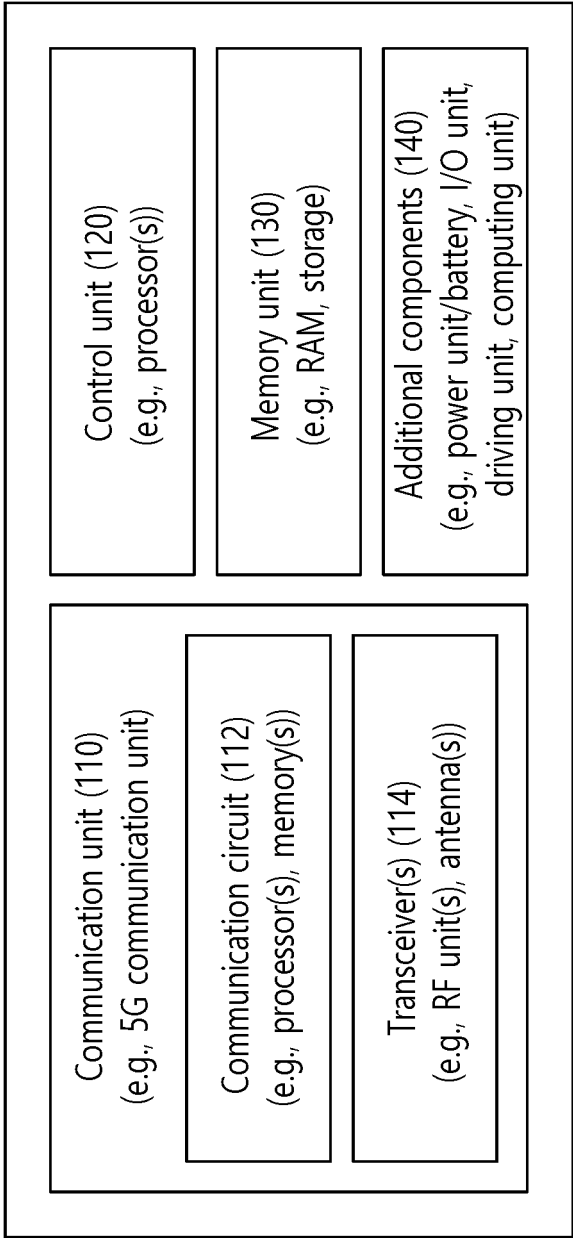 Communication unit (110)
(e.g., 5G communication unit)
Communication circuit (112)
(e.g., processor(s), memory(s))
Transceiver(s) (114)
(e.g., RF unit(s), antenna(s))
Control unit (120)
(e.g., processor(s))
Memory unit (130)
(e.g., RAM, storage)
Additional components (140)
(e.g., power unit/battery, I/O unit,
driving unit, computing unit)